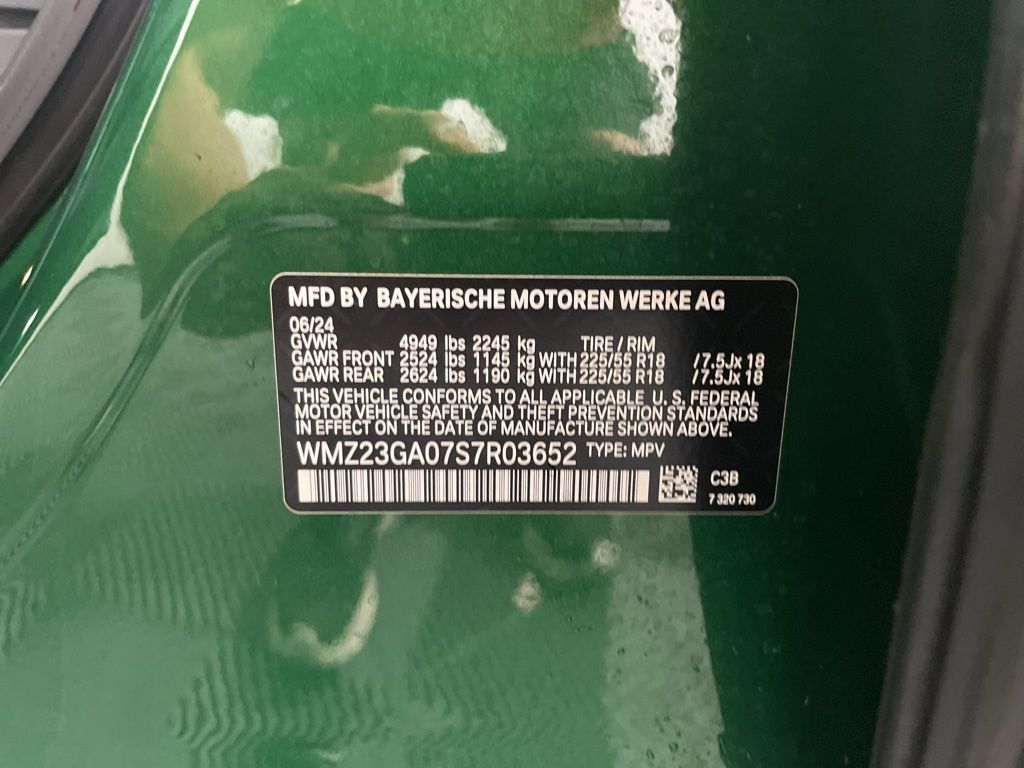 MFD BY BAYERISCHE MOTOREN WERKE AG
06/24
GVWR 4949 lbs 2245 kg TIRE / RIM
GAWR FRONT 2524 lbs 1145 kg WITH 225/55 R18 /7.5Jx 18
GAWR REAR 2624 lbs 1190 kg WITH 225/55 R18 /7.5Jx 18
THIS VEHICLE CONFORMS TO ALL APPLICABLE U. S. FEDERAL
MOTOR VEHICLE SAFETY AND THEFT PREVENTION STANDARDS
IN EFFECT ON THE DATE OF MANUFACTURE SHOWN ABOVE.
WMZ23GA07S7R03652 TYPE: MPV
C3B
7 320 730